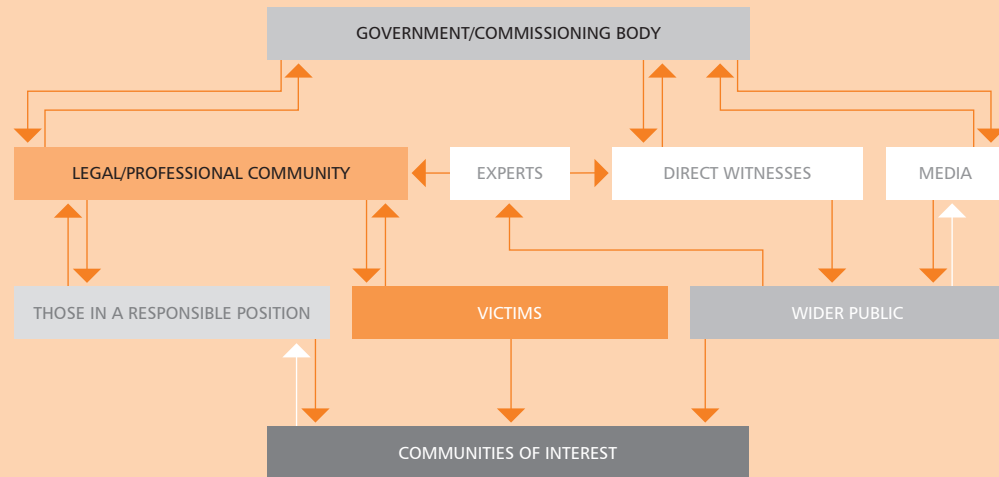 GOVERNMENT/COMMISSIONING BODY
LEGAL/PROFESSIONAL COMMUNITY
EXPERTS
DIRECT WITNESSES
MEDIA
THOSE IN A RESPONSIBLE POSITION
VICTIMS
WIDER PUBLIC
COMMUNITIES OF INTEREST